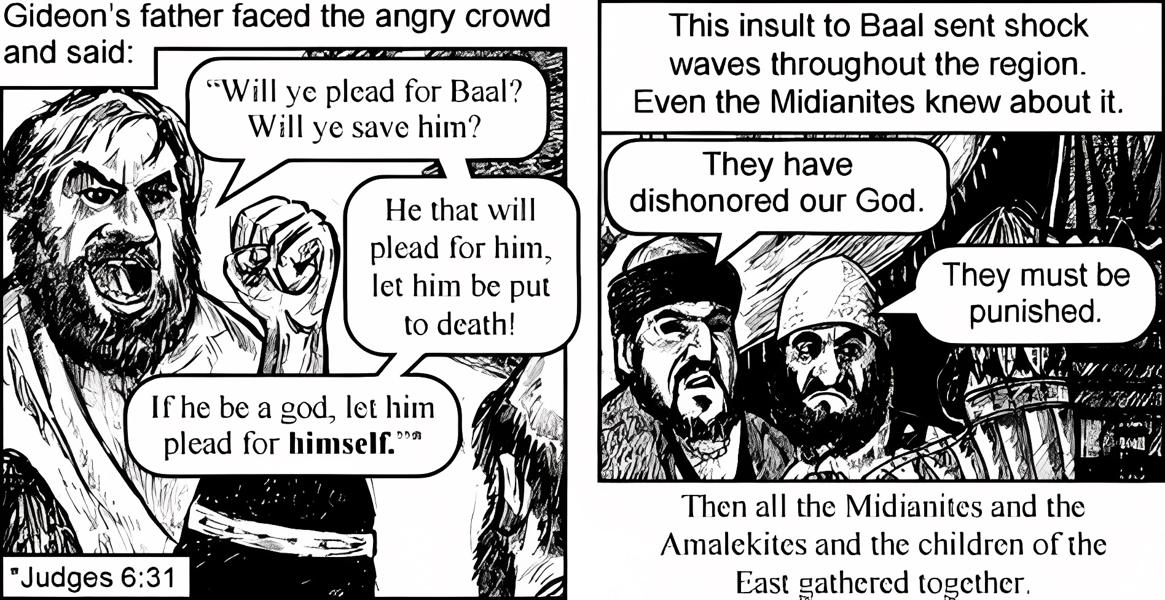 Gideon's father faced the angry crowd
and said:
"Will ye plead for Baal?
Will ye save him?
He that will
plead for him,
let him be put
to death!
If he be a god, let him
plead for himself."
Judges 6:31
This insult to Baal sent shock
waves throughout the region.
Even the Midianites knew about it.
They have
dishonored our God.
They must be
punished.
Then all the Midianites and the
Amalekites and the children of the
East gathered together.